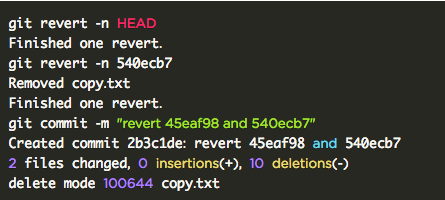 git revert -n HEAD
Finished one revert.
git revert -n 540ecb7
Removed copy.txt
Finished one revert.
git commit -m "revert 45eaf98 and 540ecb7"
Created commit 2b3c1de: revert 45eaf98 and 540ecb7
2 files changed, 0 insertions(+), 10 deletions(-)
delete mode 100644 copy.txt